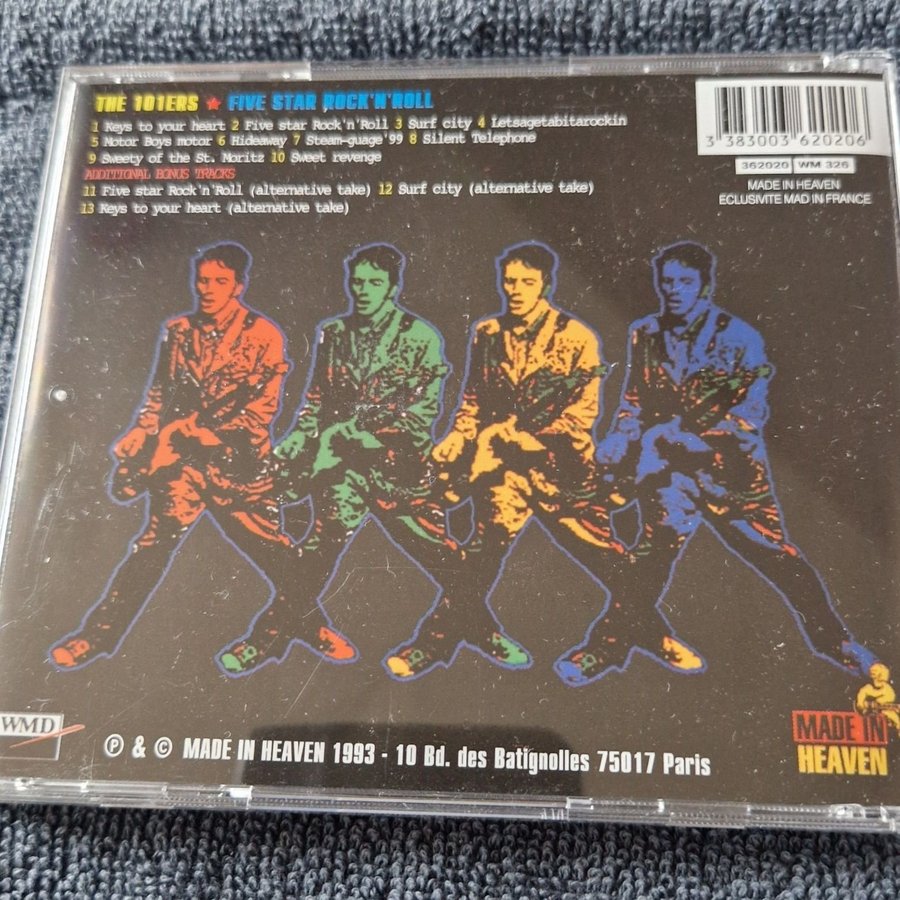 THE 101ERS ★ FIVE STAR ROCK'N'ROLL
1 Keys to your heart 2 Five star Rock'n'Roll 3 Surf city 4 Letsagetabitarockin
5 Motor Boys motor 6 Hideaway 7 Steam-guage'99 8 Silent Telephone
9 Sweety of the St. Moritz 10 Sweet revenge
ADDITIONAL BONUS TRACKS
11 Five star Rock'n'Roll (alternative take) 12 Surf city (alternative take)
13 Keys to your heart (alternative take)
3 383003 620206
362020 WM 326
MADE IN HEAVEN
ECLUSIVITE MAD IN FRANCE
WMD
℗ & © MADE IN HEAVEN 1993 - 10 Bd. des Batignolles 75017 Paris
MADE IN
HEAVEN